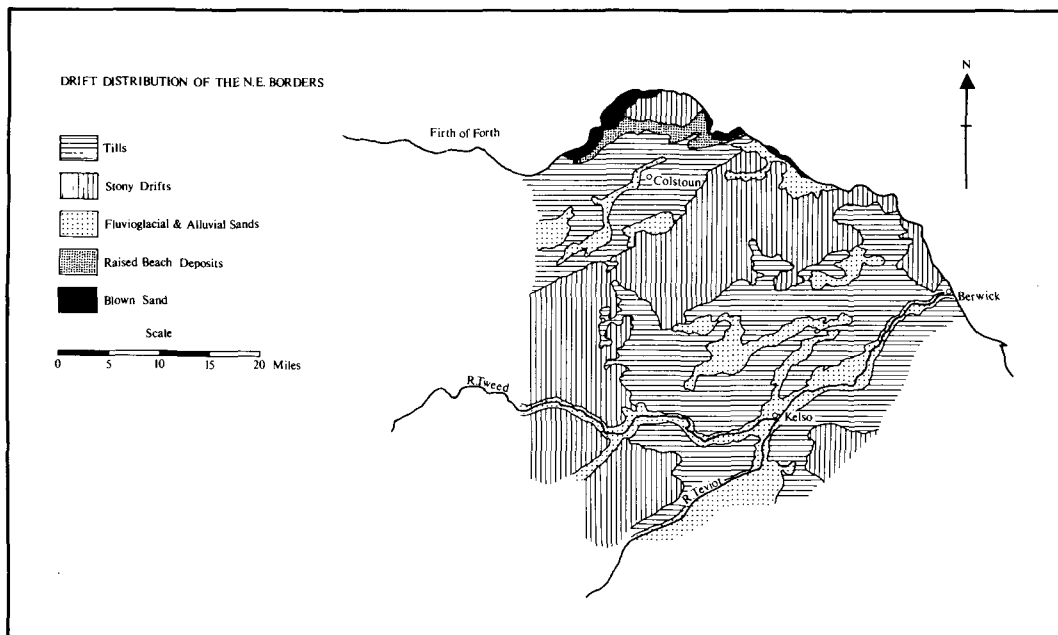 DRIFT DISTRIBUTION OF THE N.E. BORDERS
Tills
Stony Drifts
Fluvioglacial & Alluvial Sands
Raised Beach Deposits
Blown Sand
Scale
0 5 10 15 20 Miles
N
Firth of Forth
Colstoun
Berwick
R.Tweed
Kelso
R.Teviot